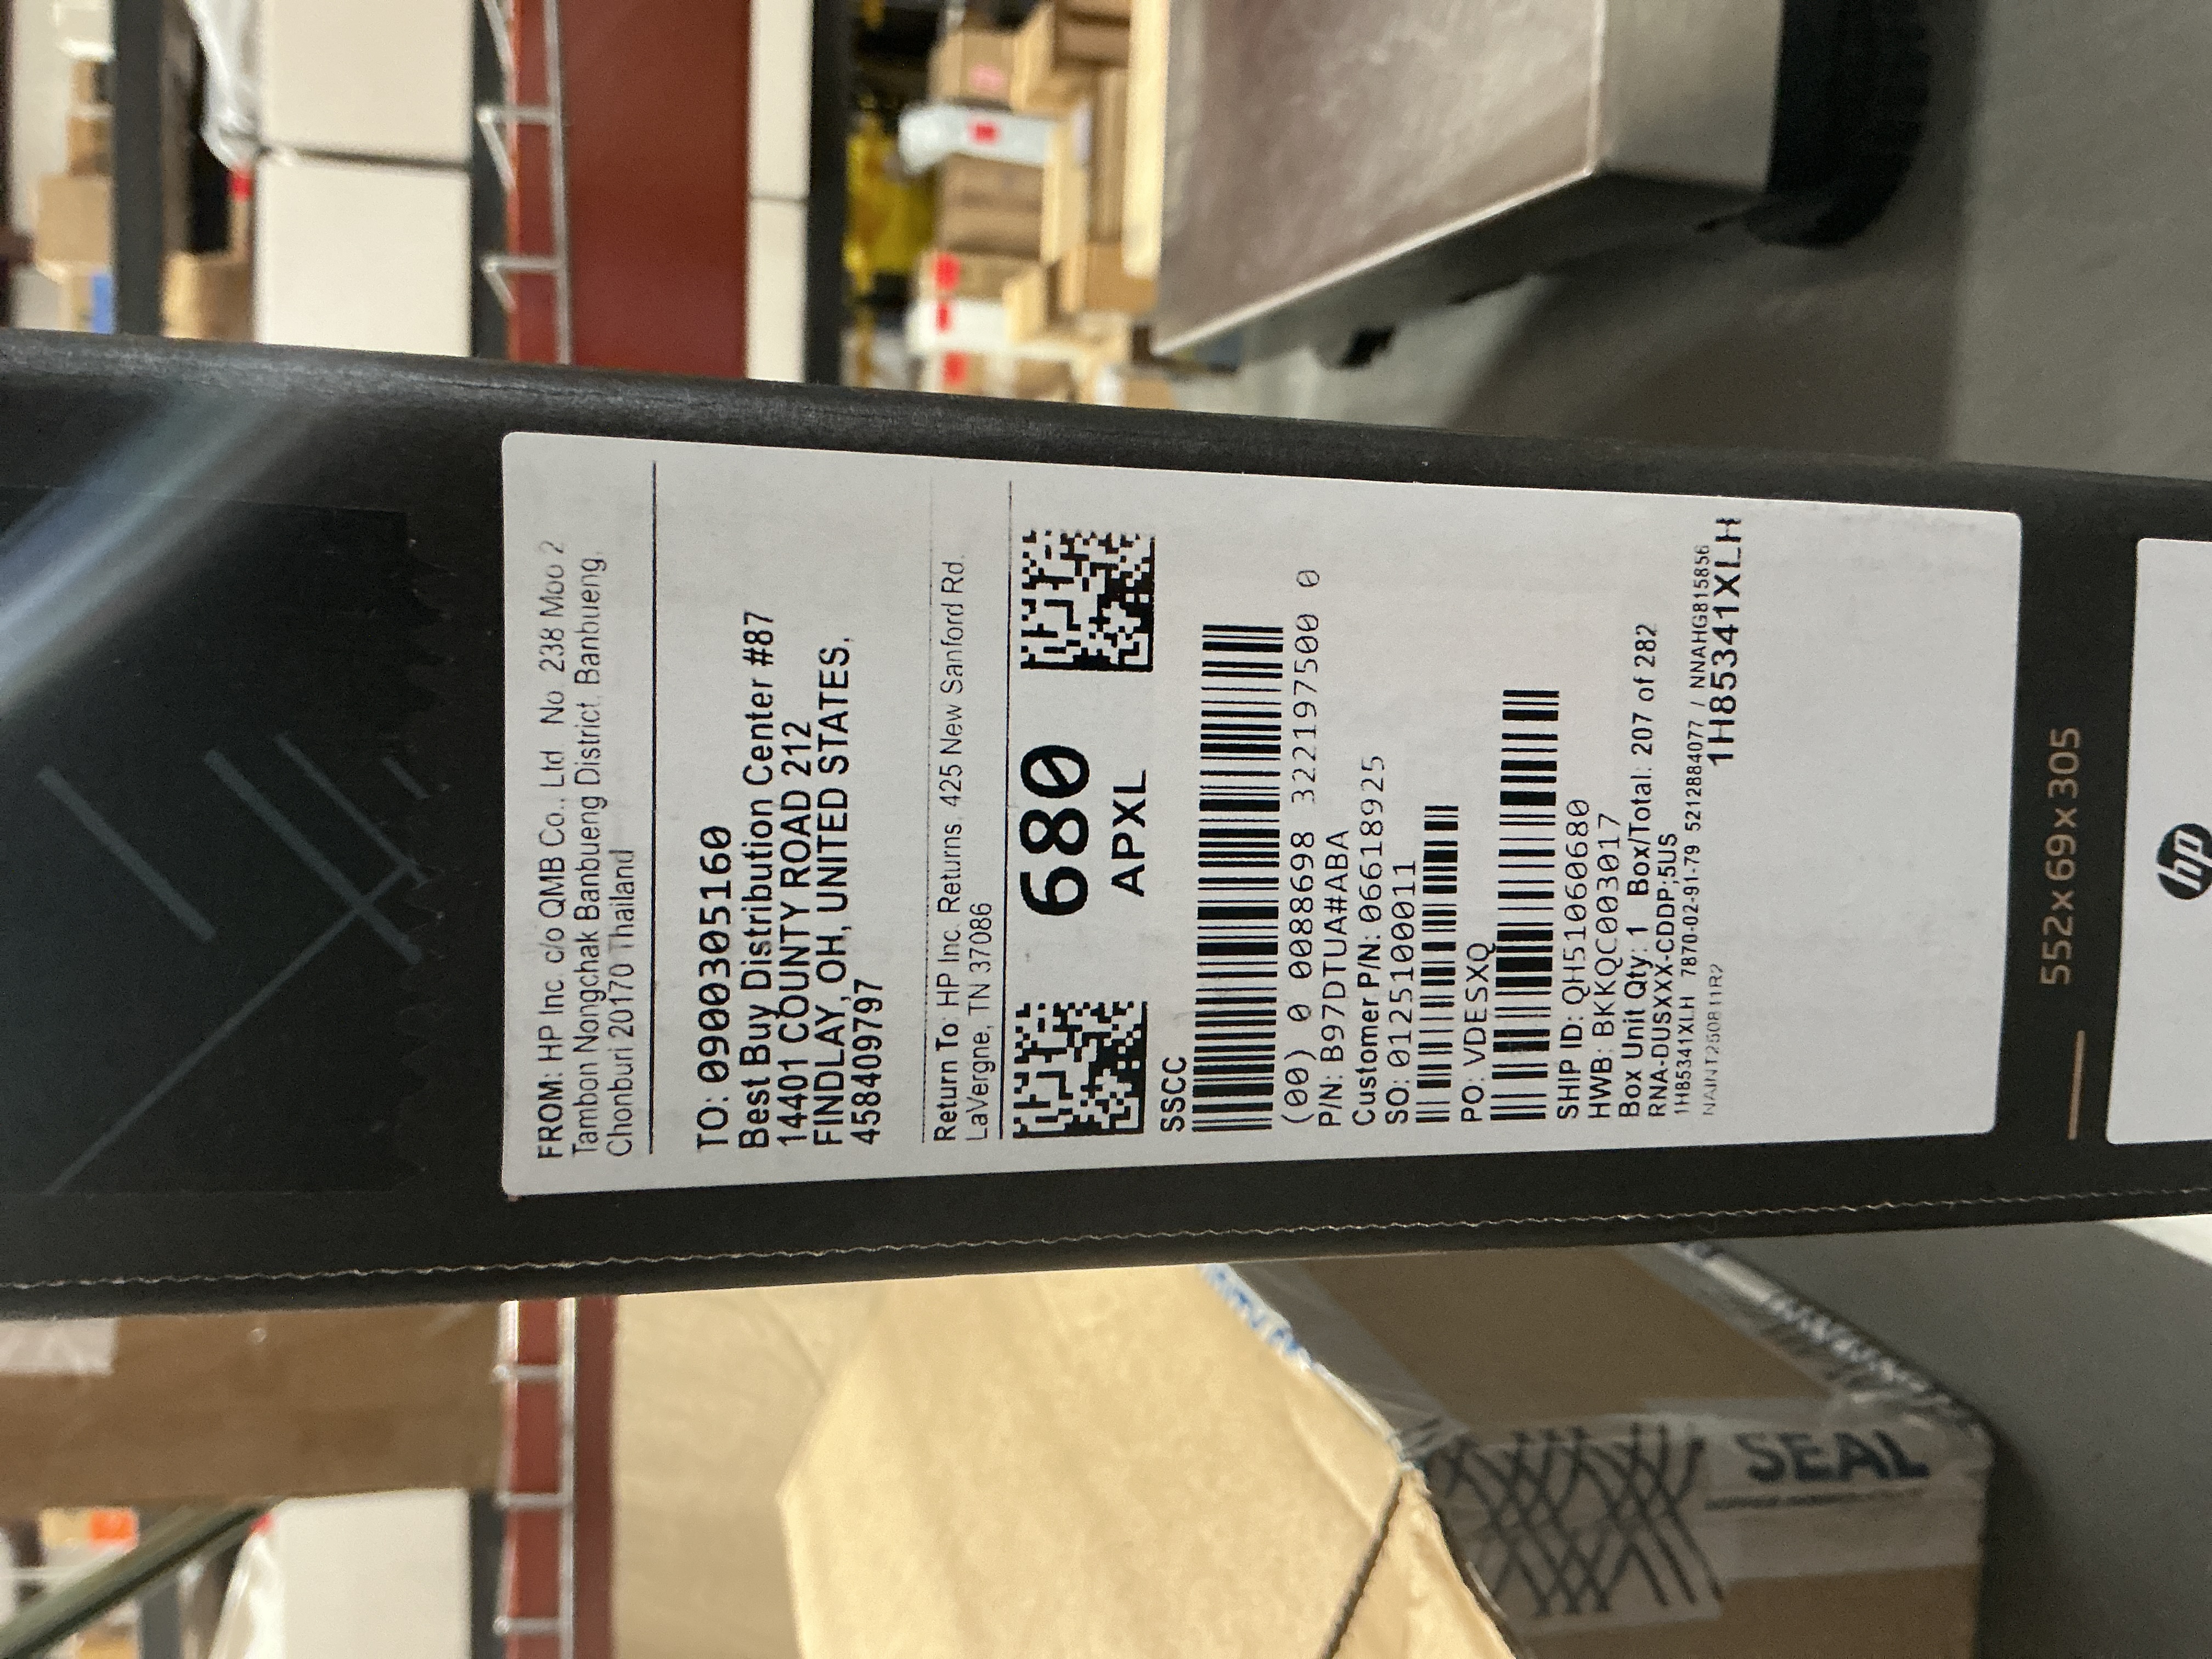 FROM: HP Inc. c/o QMB Co., Ltd No 238 Moo 2
Tambon Nongchak Banbueng District, Banbueng,
Chonburi 20170 Thailand
TO: 0900305160
Best Buy Distribution Center #87
14401 COUNTY ROAD 212
FINDLAY, OH, UNITED STATES,
458409797
Return To: HP Inc. Returns, 425 New Sanford Rd,
LaVergne, TN 37086
680
APXL
SSCC
(00) 0 0088698 322197500 0
P/N: B97DTUA#ABA
Customer P/N: 06618925
SO: 0125100011
PO: VDESXQ
SHIP ID: QH51060680
HWB: BKKQC003017
Box Unit Qty: 1 Box/Total: 207 of 282
RNA-DUSXXX-CDDP;5US
1H85341XLH 7870-02-91-79 5212884077 / NNAHG815856
NAINT250811R2
1H85341XLH
552x69x305
hp
SEAL